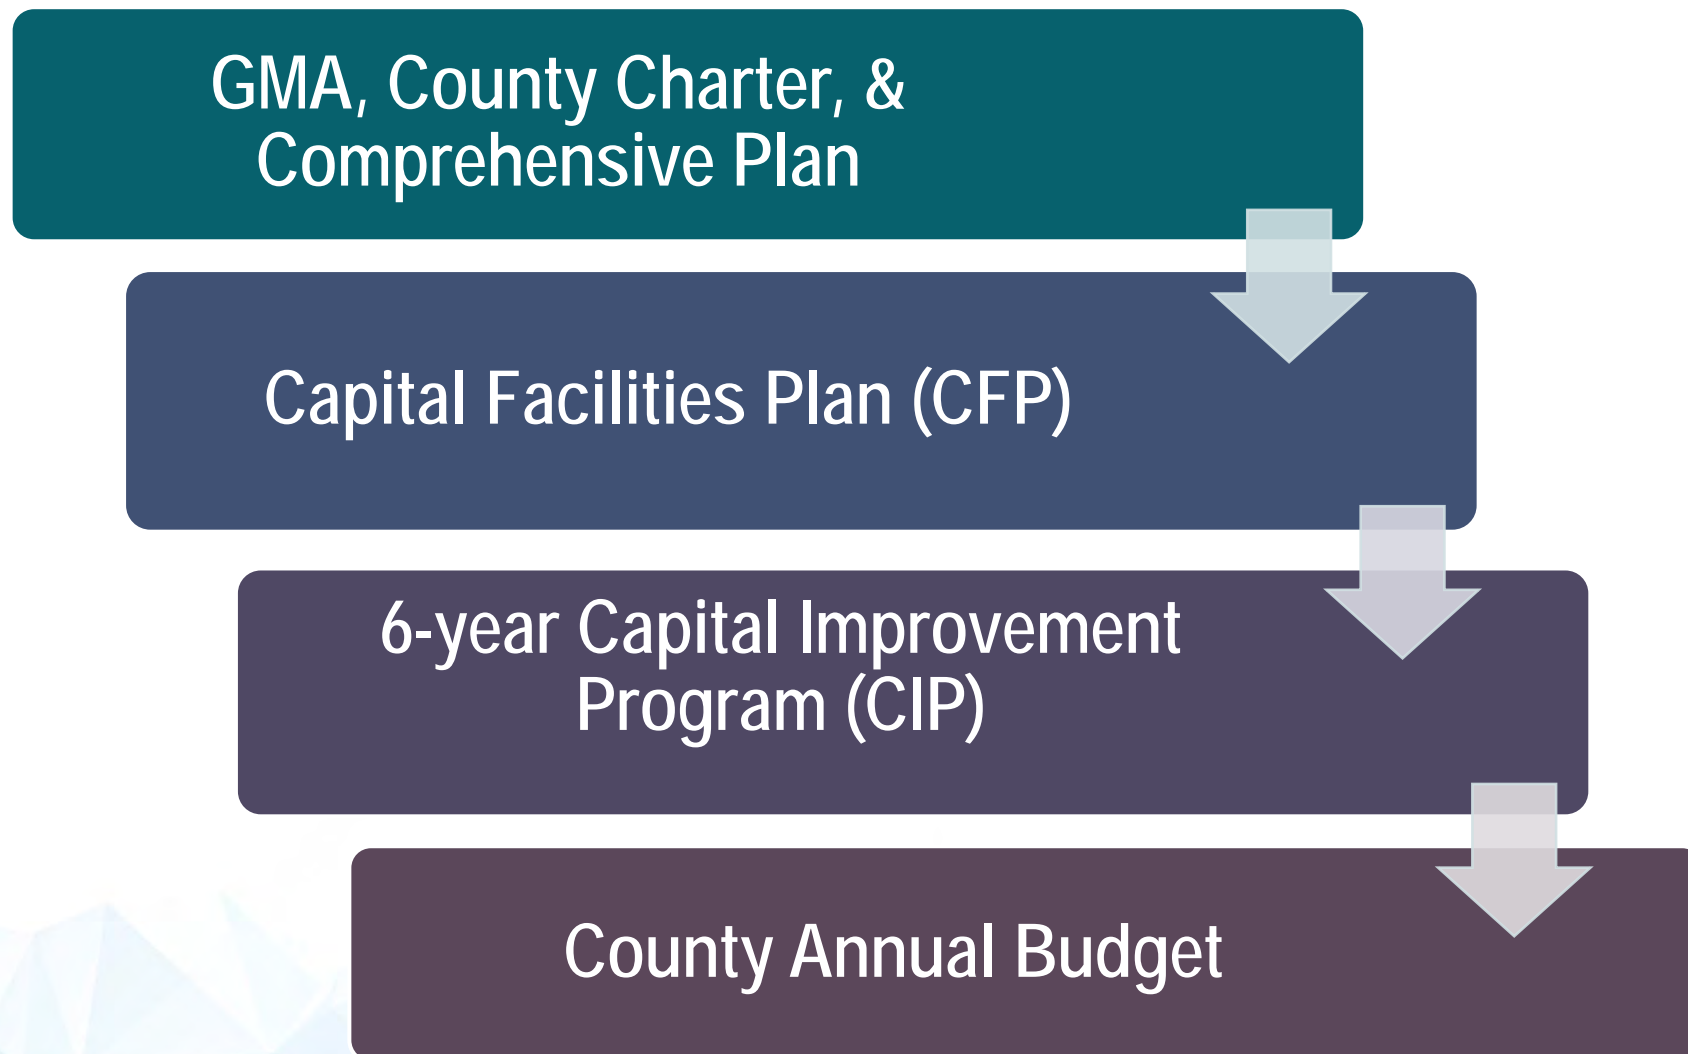 GMA, County Charter, &
Comprehensive Plan
Capital Facilities Plan (CFP)
6-year Capital Improvement
Program (CIP)
County Annual Budget